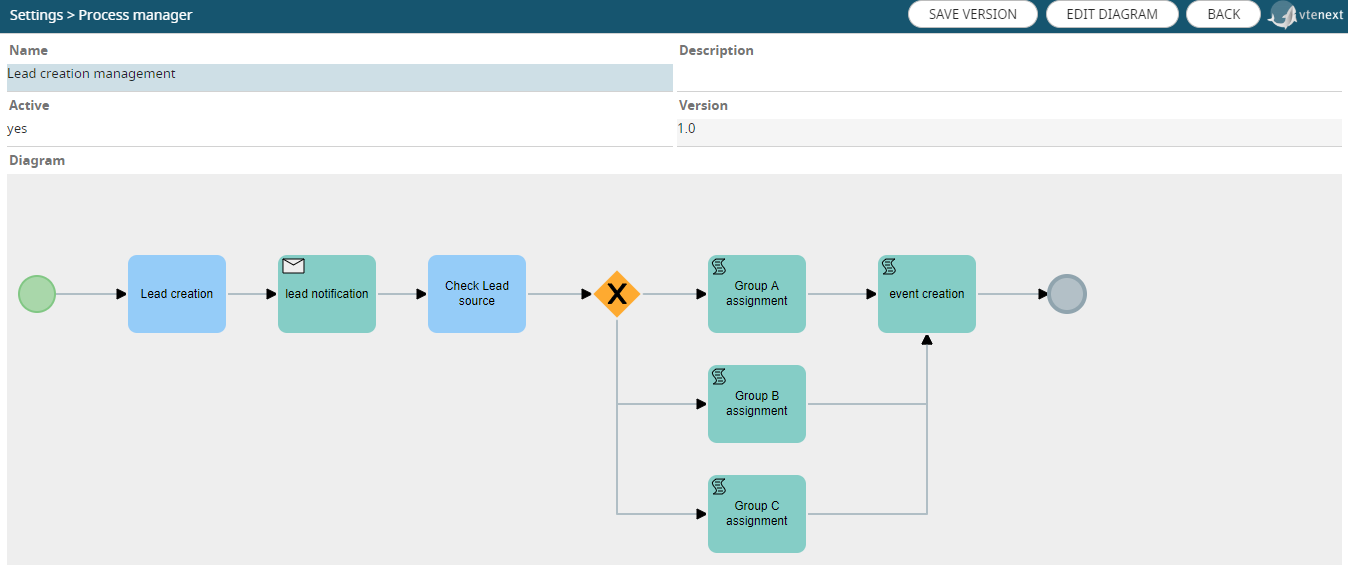 Settings > Process manager
SAVE VERSION
EDIT DIAGRAM
BACK
vtenext
Name
Description
Lead creation management
Active
Version
yes
1.0
Diagram
Lead creation
lead notification
Check Lead
source
X
Group A
assignment
event creation
Group B
assignment
Group C
assignment